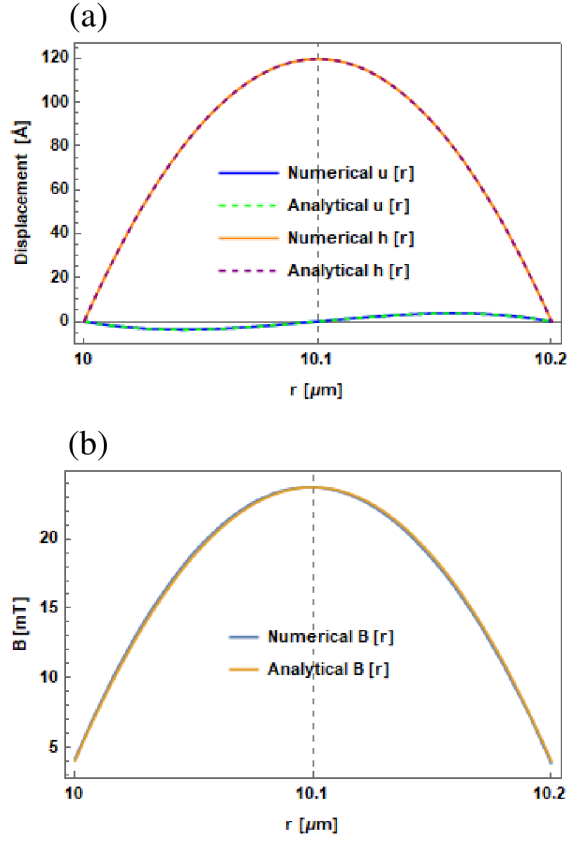 (a)
120
100
80
60
40
20
0
Displacement [Å]
Numerical u [r]
Analytical u [r]
Numerical h [r]
Analytical h [r]
10
10.1
10.2
r [μm]
(b)
20
15
10
5
B [mT]
Numerical B [r]
Analytical B [r]
10
10.1
10.2
r [μm]